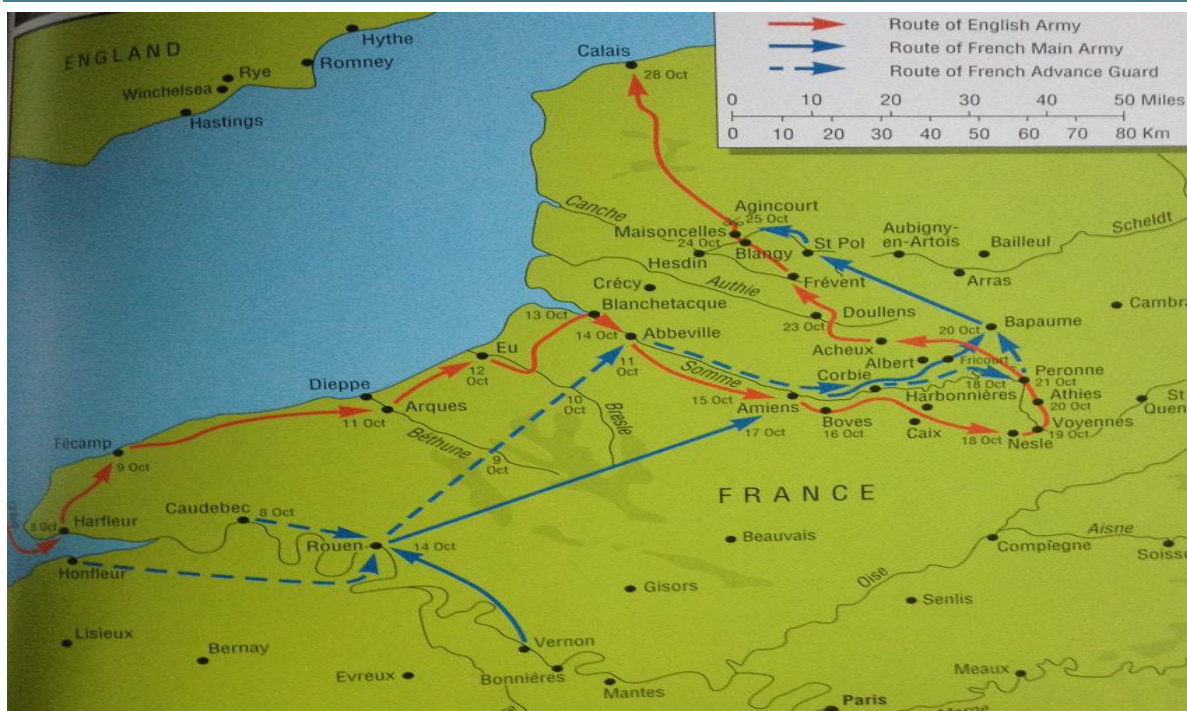 ENGLAND
Hythe
Romney
Rye
Winchelsea
Hastings
Calais
28 Oct
Route of English Army
Route of French Main Army
Route of French Advance Guard
0 10 20 30 40 50 Miles
0 10 20 30 40 50 60 70 80 Km
Canche
Agincourt
25 Oct
Maisoncelles
24 Oct
Blangy
St Pol
Hesdin
Aubigny-
en-Artois
Bailleul
Scheldt
Arras
Frévent
Authie
Crécy
Blanchetacque
13 Oct
14 Oct
Abbeville
11
Oct
Doullens
23 Oct
Acheux
20 Oct
Bapaume
Cambra
Albert
Fricourt
Somme
Corbie
18 Oct
Peronne
21 Oct
Athies
20 Oct
St
Quen
Voyennes
19 Oct
Harbonnières
15 Oct
Amiens
17 Oct
Boves
16 Oct
Caix
18 Oct
Nesle
Eu
12
Oct
10
Oct
Bresle
Dieppe
Arques
11 Oct
Béthune
9
Oct
Fécamp
9 Oct
FRANCE
Caudebec
8 Oct
8 Oct
Harfleur
Rouen
14 Oct
Honfleur
Beauvais
Compïegne
Aisne
Soisso
Oise
Gisors
Senlis
Lisieux
Bernay
Evreux
Vernon
Bonnières
Mantes
Meaux
Paris
Marne